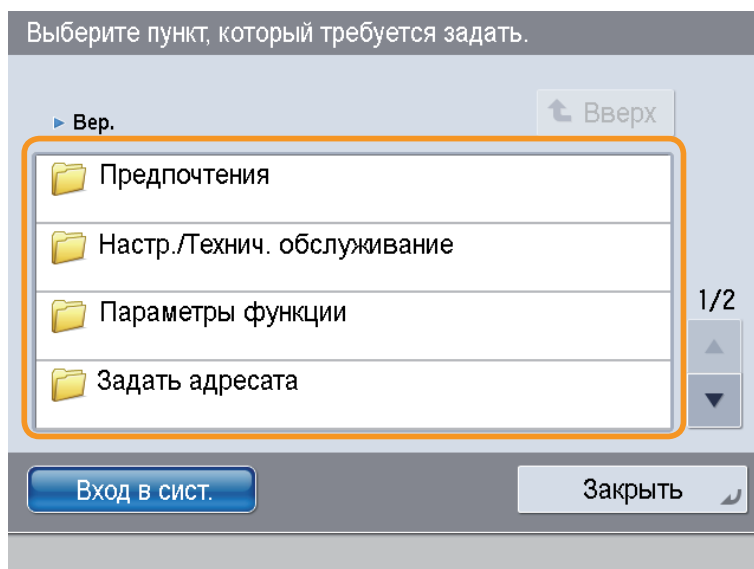 Выберите пункт, который требуется задать.
Вверх
Вер.
Предпочтения
Настр./Технич. обслуживание
Параметры функции
1/2
Задать адресата
Вход в сист.
Закрыть